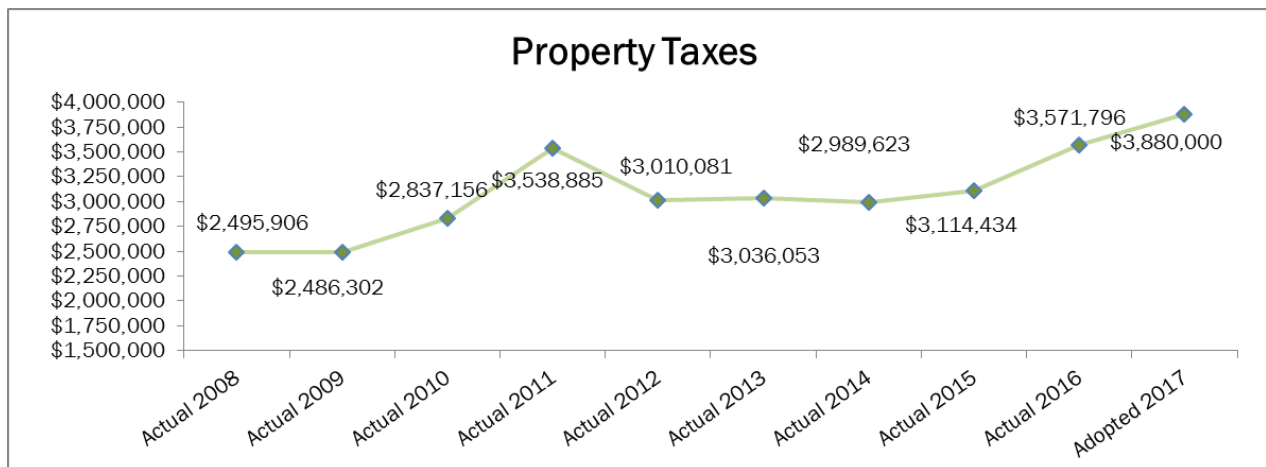 Property Taxes
$4,000,000
$3,750,000
$3,500,000
$3,250,000
$3,000,000
$2,750,000
$2,500,000
$2,250,000
$2,000,000
$1,750,000
$1,500,000
$2,495,906
$2,486,302
$2,837,156
$3,538,885
$3,010,081
$3,036,053
$2,989,623
$3,114,434
$3,571,796
$3,880,000
Actual 2008
Actual 2009
Actual 2010
Actual 2011
Actual 2012
Actual 2013
Actual 2014
Actual 2015
Actual 2016
Adopted 2017